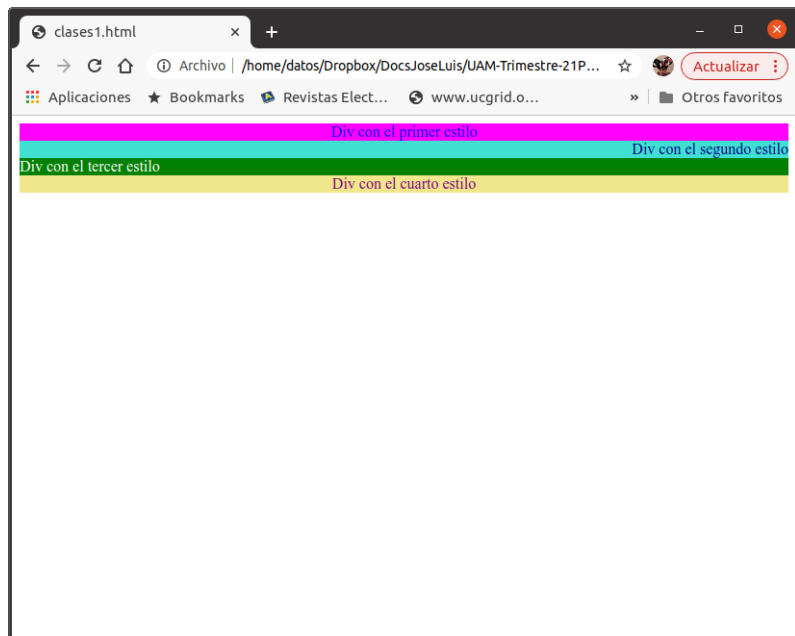 clases1.html
Archivo | /home/datos/Dropbox/DocsJoseLuis/UAM-Trimestre-21P...
Actualizar
Aplicaciones
Bookmarks
Revistas Elect...
www.ucgrid.o...
»
Otros favoritos
Div con el primer estilo
Div con el segundo estilo
Div con el tercer estilo
Div con el cuarto estilo